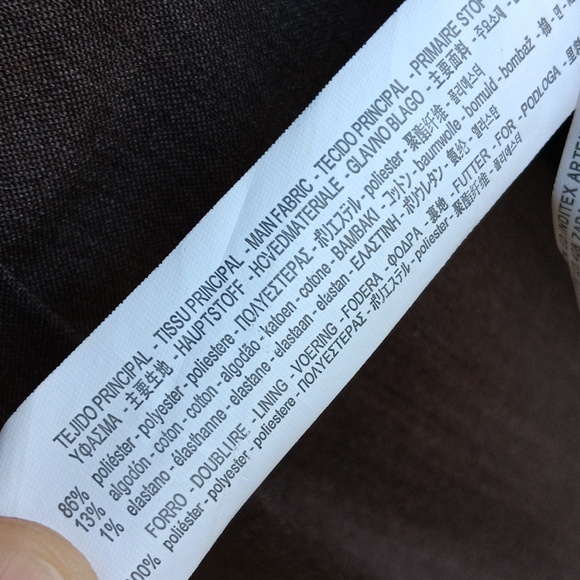 TEJIDO PRINCIPAL - TISSU PRINCIPAL - MAIN FABRIC - TECIDO PRINCIPAL - PRIMAIRE STOF
ΥΦΑΣΜΑ - 主要生地 - HAUPTSTOFF - HOVEDMATERIALE - GLAVNO BLAGO - 主要面料 - 주요소재
86% poliéster - polyester - poliestere - ΠΟΛΥΕΣΤΕΡΑΣ - ポリエステル - poliester - 聚酯纤维 - 폴리에스터
13% algodón - coton - cotton - algodão - katoen - cotone - BAMBAKI - コットン - baumwolle - bomuld - bombaž - 棉 - 면
1% elastano - élasthanne - elastane - elastaan - elastan - ΕΛΑΣΤΙΝΗ - ポリウレタン - 氨纶 - 엘라스탄
FORRO - DOUBLURE - LINING - VOERING - FODERA - ΦΟΔΡΑ - 裏地 - FUTTER - FOR - PODLOGA - 里料
100% poliéster - polyester - poliestere - ΠΟΛΥΕΣΤΕΡΑΣ - ポリエステル - poliester - 聚酯纤维 - 폴리에스터